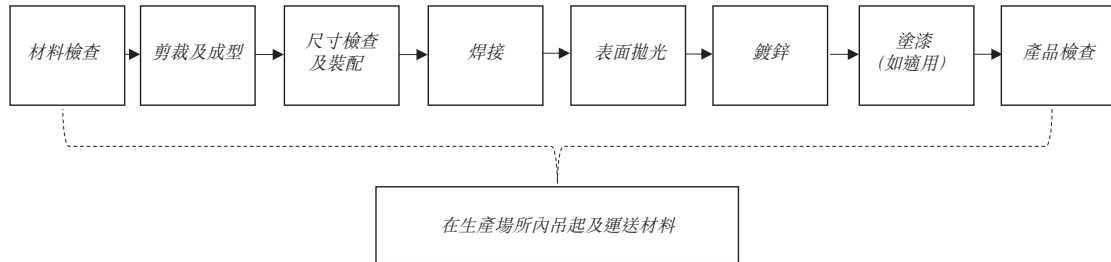 材料檢查
剪裁及成型
尺寸檢查
及裝配
焊接
表面拋光
鍍鋅
塗漆
（如適用）
產品檢查
在生產場所內吊起及運送材料